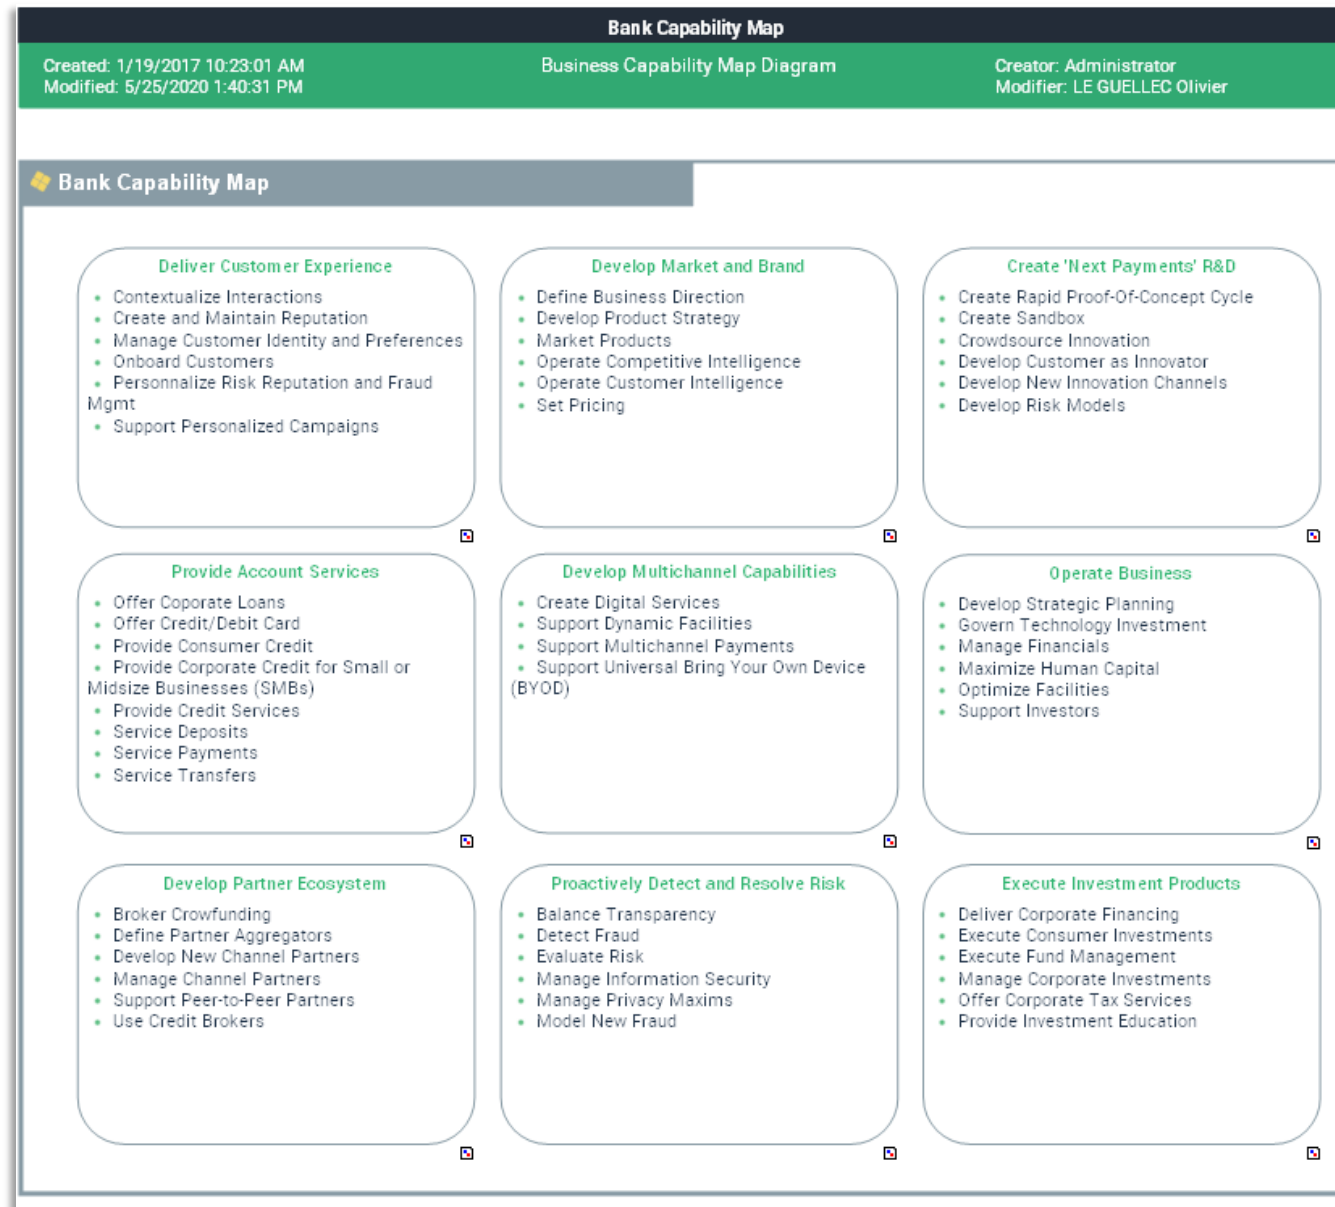 Bank Capability Map
Created: 1/19/2017 10:23:01 AM
Modified: 5/25/2020 1:40:31 PM
Business Capability Map Diagram
Creator: Administrator
Modifier: LE GUELLEC Olivier
Bank Capability Map
Deliver Customer Experience
• Contextualize Interactions
• Create and Maintain Reputation
• Manage Customer Identity and Preferences
• Onboard Customers
• Personnalize Risk Reputation and Fraud
Mgmt
• Support Personalized Campaigns
Develop Market and Brand
• Define Business Direction
• Develop Product Strategy
• Market Products
• Operate Competitive Intelligence
• Operate Customer Intelligence
• Set Pricing
Create 'Next Payments' R&D
• Create Rapid Proof-Of-Concept Cycle
• Create Sandbox
• Crowdsource Innovation
• Develop Customer as Innovator
• Develop New Innovation Channels
• Develop Risk Models
Provide Account Services
• Offer Coporate Loans
• Offer Credit/Debit Card
• Provide Consumer Credit
• Provide Corporate Credit for Small or
Midsize Businesses (SMBs)
• Provide Credit Services
• Service Deposits
• Service Payments
• Service Transfers
Develop Multichannel Capabilities
• Create Digital Services
• Support Dynamic Facilities
• Support Multichannel Payments
• Support Universal Bring Your Own Device
(BYOD)
Operate Business
• Develop Strategic Planning
• Govern Technology Investment
• Manage Financials
• Maximize Human Capital
• Optimize Facilities
• Support Investors
Develop Partner Ecosystem
• Broker Crowfunding
• Define Partner Aggregators
• Develop New Channel Partners
• Manage Channel Partners
• Support Peer-to-Peer Partners
• Use Credit Brokers
Proactively Detect and Resolve Risk
• Balance Transparency
• Detect Fraud
• Evaluate Risk
• Manage Information Security
• Manage Privacy Maxims
• Model New Fraud
Execute Investment Products
• Deliver Corporate Financing
• Execute Consumer Investments
• Execute Fund Management
• Manage Corporate Investments
• Offer Corporate Tax Services
• Provide Investment Education